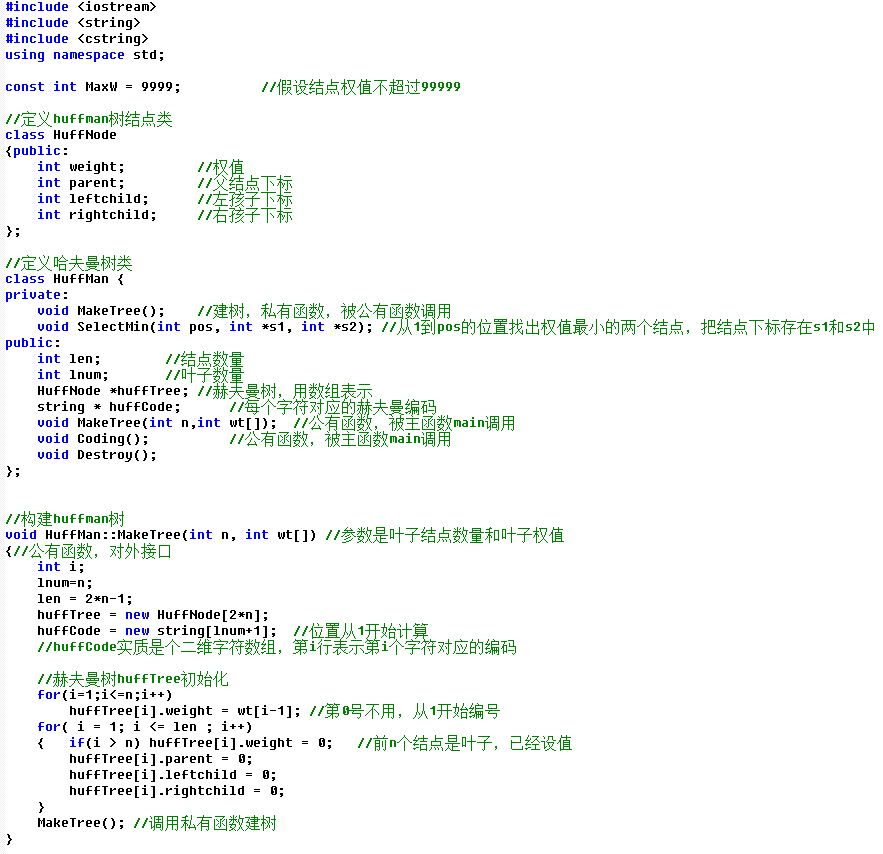 #include <iostream>
#include <string>
#include <cstring>
using namespace std;

const int MaxW = 9999;          //假设结点权值不超过99999

//定义huffman树结点类
class HuffNode
{public:
    int weight;         //权值
    int parent;         //父结点下标
    int leftchild;      //左孩子下标
    int rightchild;     //右孩子下标
};

//定义哈夫曼树类
class HuffMan {
private:
    void MakeTree();    //建树，私有函数，被公有函数调用
    void SelectMin(int pos, int *s1, int *s2); //从1到pos的位置找出权值最小的两个结点，把结点下标存在s1和s2中
public:
    int len;        //结点数量
    int lnum;       //叶子数量
    HuffNode *huffTree; //赫夫曼树，用数组表示
    string * huffCode;      //每个字符对应的赫夫曼编码
    void MakeTree(int n,int wt[]);  //公有函数，被主函数main调用
    void Coding();          //公有函数，被主函数main调用
    void Destroy();
};


//构建huffman树
void HuffMan::MakeTree(int n, int wt[]) //参数是叶子结点数量和叶子权值
{//公有函数，对外接口
    int i;
    lnum=n;
    len = 2*n-1;
    huffTree = new HuffNode[2*n];
    huffCode = new string[lnum+1];  //位置从1开始计算
    //huffCode实质是个二维字符数组，第i行表示第i个字符对应的编码

    //赫夫曼树huffTree初始化
    for(i=1;i<=n;i++)
        huffTree[i].weight = wt[i-1]; //第0号不用，从1开始编号
    for( i = 1; i <= len ; i++)
    {   if(i > n) huffTree[i].weight = 0;   //前n个结点是叶子，已经设值
        huffTree[i].parent = 0;
        huffTree[i].leftchild = 0;
        huffTree[i].rightchild = 0;
    }
    MakeTree(); //调用私有函数建树
}